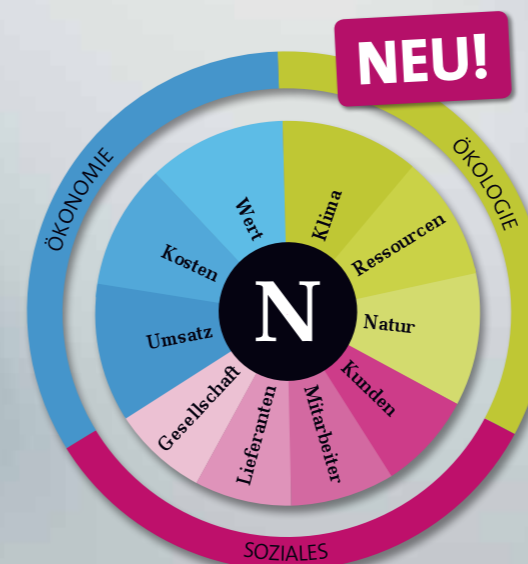 NEU!
ÖKONOMIE
ÖKOLOGIE
Wert
Klima
Kosten
Ressourcen
Umsatz
N
Natur
Gesellschaft
Kunden
Lieferanten
Mitarbeiter
SOZIALES